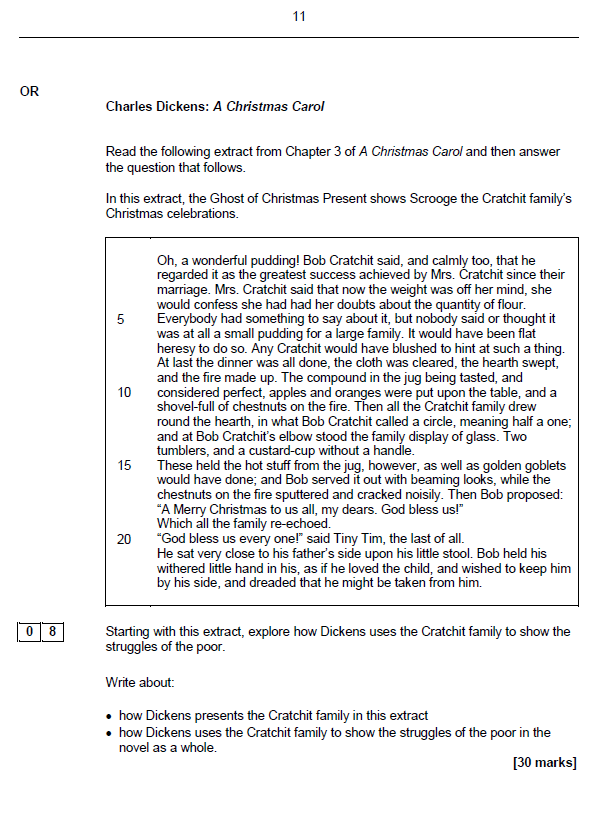 11
OR
Charles Dickens: A Christmas Carol
Read the following extract from Chapter 3 of A Christmas Carol and then answer
the question that follows.
In this extract, the Ghost of Christmas Present shows Scrooge the Cratchit family's
Christmas celebrations.
Oh, a wonderful pudding! Bob Cratchit said, and calmly too, that he
regarded it as the greatest success achieved by Mrs. Cratchit since their
marriage. Mrs. Cratchit said that now the weight was off her mind, she
would confess she had had her doubts about the quantity of flour.
5 Everybody had something to say about it, but nobody said or thought it
was at all a small pudding for a large family. It would have been flat
heresy to do so. Any Cratchit would have blushed to hint at such a thing.
At last the dinner was all done, the cloth was cleared, the hearth swept,
and the fire made up. The compound in the jug being tasted, and
10 considered perfect, apples and oranges were put upon the table, and a
shovel-full of chestnuts on the fire. Then all the Cratchit family drew
round the hearth, in what Bob Cratchit called a circle, meaning half a one;
and at Bob Cratchit's elbow stood the family display of glass. Two
tumblers, and a custard-cup without a handle.
15 These held the hot stuff from the jug, however, as well as golden goblets
would have done; and Bob served it out with beaming looks, while the
chestnuts on the fire sputtered and cracked noisily. Then Bob proposed:
"A Merry Christmas to us all, my dears. God bless us!"
Which all the family re-echoed.
20 "God bless us every one!" said Tiny Tim, the last of all.
He sat very close to his father's side upon his little stool. Bob held his
withered little hand in his, as if he loved the child, and wished to keep him
by his side, and dreaded that he might be taken from him.
0 8 Starting with this extract, explore how Dickens uses the Cratchit family to show the
struggles of the poor.
Write about:
• how Dickens presents the Cratchit family in this extract
• how Dickens uses the Cratchit family to show the struggles of the poor in the
novel as a whole.
[30 marks]